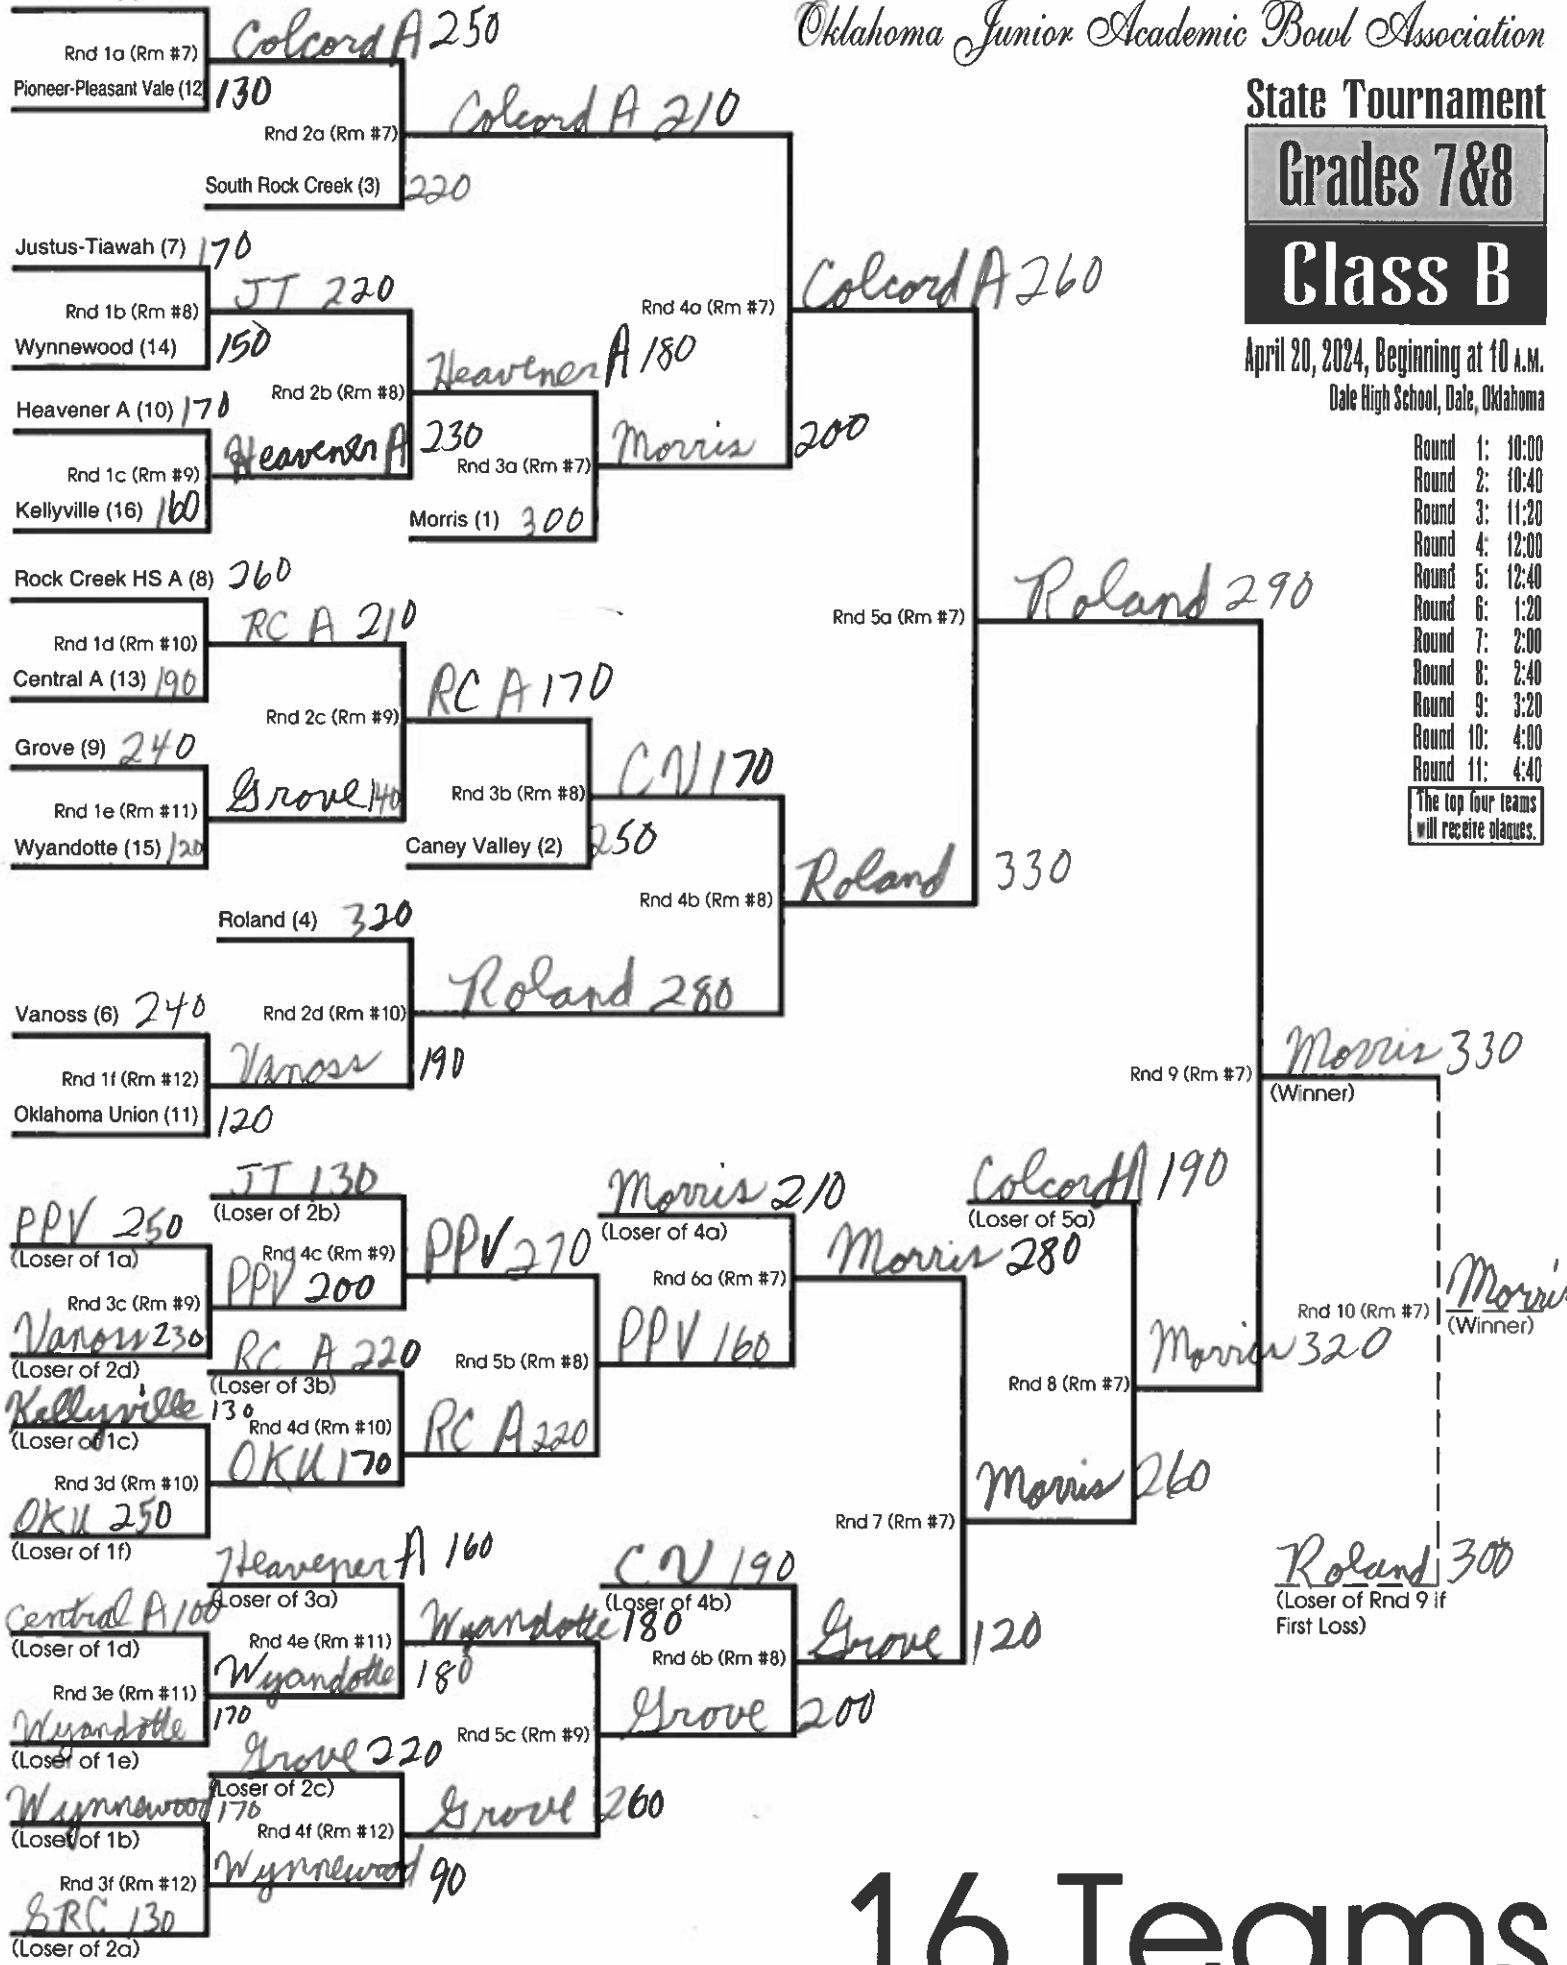 Oklahoma Junior Academic Bowl Association
State Tournament
Grades 7&8
Class B
April 20, 2024, Beginning at 10 A.M.
Dale High School, Dale, Oklahoma
Round 1: 10:00
Round 2: 10:40
Round 3: 11:20
Round 4: 12:00
Round 5: 12:40
Round 6: 1:20
Round 7: 2:00
Round 8: 2:40
Round 9: 3:20
Round 10: 4:00
Round 11: 4:40
The top four teams
will receive plaques.
Rnd 1a (Rm #7)
Colcord A 250
Pioneer-Pleasant Vale (12)
130
Rnd 2a (Rm #7)
Colcord A 210
South Rock Creek (3)
220
Justus-Tiawah (7) 170
Rnd 1b (Rm #8)
JT 220
Wynnewood (14)
150
Rnd 2b (Rm #8)
Heavener A 180
Heavener A (10) 170
Rnd 1c (Rm #9)
Heavener A 230
Kellyville (16) 160
Rnd 3a (Rm #7)
Morris 200
Morris (1) 300
Rnd 4a (Rm #7)
Colcord A 260
Rock Creek HS A (8) 260
Rnd 1d (Rm #10)
RC A 210
Central A (13) 190
Rnd 2c (Rm #9)
RC A 170
Grove (9) 240
Rnd 1e (Rm #11)
Grove 140
Wyandotte (15) 120
Rnd 3b (Rm #8)
CV 170
Caney Valley (2)
250
Rnd 4b (Rm #8)
Roland 330
Rnd 5a (Rm #7)
Roland 290
Roland (4) 320
Rnd 2d (Rm #10)
Roland 280
Vanoss (6) 240
Rnd 1f (Rm #12)
Vanoss 190
Oklahoma Union (11)
120
Rnd 9 (Rm #7)
Morris 330
(Winner)
JT 130
(Loser of 2b)
PPV 250
(Loser of 1a)
Rnd 3c (Rm #9)
Vanoss 230
(Loser of 2d)
Rnd 4c (Rm #9)
PPV 200
PPV 270
RC A 220
(Loser of 3b)
Kellyville 130
(Loser of 1c)
Rnd 3d (Rm #10)
OKU 250
(Loser of 1f)
Rnd 4d (Rm #10)
OKU 170
RC A 220
Rnd 5b (Rm #8)
PPV 160
Morris 210
(Loser of 4a)
Rnd 6a (Rm #7)
Morris 280
Colcord A 190
(Loser of 5a)
Rnd 8 (Rm #7)
Morris 320
Rnd 10 (Rm #7)
Morris
(Winner)
Rnd 7 (Rm #7)
Morris 260
Roland 300
(Loser of Rnd 9 if
First Loss)
Heavener A 160
(Loser of 3a)
Central A 100
(Loser of 1d)
Rnd 3e (Rm #11)
Wyandotte 170
(Loser of 1e)
Rnd 4e (Rm #11)
Wyandotte 180
Wyandotte 180
Grove 220
(Loser of 2c)
Wynnewood 170
(Loser of 1b)
Rnd 3f (Rm #12)
SRC 130
(Loser of 2a)
Rnd 4f (Rm #12)
Wynnewood 90
Grove 260
Rnd 5c (Rm #9)
Grove 200
CV 190
(Loser of 4b)
Rnd 6b (Rm #8)
Grove 120
16 Teams